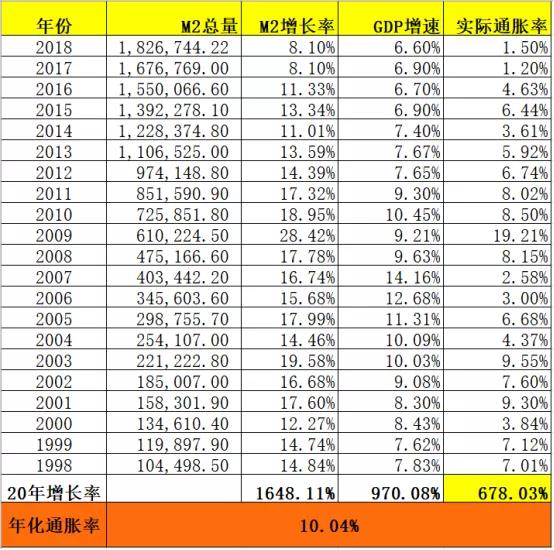 年份 M2总量 M2增长率 GDP增速 实际通胀率
2018 1,826,744.22 8.10% 6.60% 1.50%
2017 1,676,769.00 8.10% 6.90% 1.20%
2016 1,550,066.60 11.33% 6.70% 4.63%
2015 1,392,278.10 13.34% 6.90% 6.44%
2014 1,228,374.80 11.01% 7.40% 3.61%
2013 1,106,525.00 13.59% 7.67% 5.92%
2012 974,148.80 14.39% 7.65% 6.74%
2011 851,590.90 17.32% 9.30% 8.02%
2010 725,851.80 18.95% 10.45% 8.50%
2009 610,224.50 28.42% 9.21% 19.21%
2008 475,166.60 17.78% 9.63% 8.15%
2007 403,442.20 16.74% 14.16% 2.58%
2006 345,603.60 15.68% 12.68% 3.00%
2005 298,755.70 17.99% 11.31% 6.68%
2004 254,107.00 14.46% 10.09% 4.37%
2003 221,222.80 19.58% 10.03% 9.55%
2002 185,007.00 16.68% 9.08% 7.60%
2001 158,301.90 17.60% 8.30% 9.30%
2000 134,610.40 12.27% 8.43% 3.84%
1999 119,897.90 14.74% 7.62% 7.12%
1998 104,498.50 14.84% 7.83% 7.01%
20年增长率 1648.11% 970.08% 678.03%
年化通胀率 10.04%